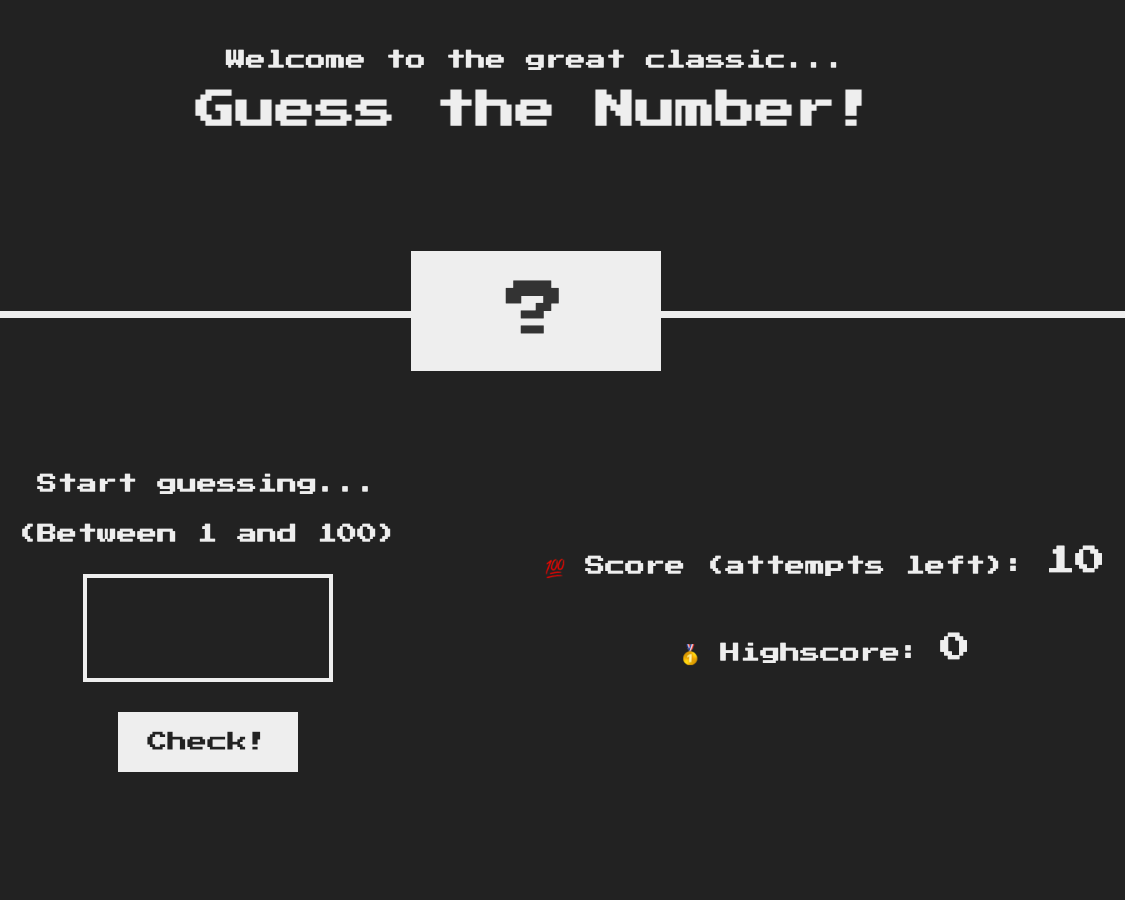 Welcome to the great classic...
Guess the Number!
?
Start guessing...
(Between 1 and 100)
Check!
💯 Score (attempts left): 10
🥇 Highscore: 0